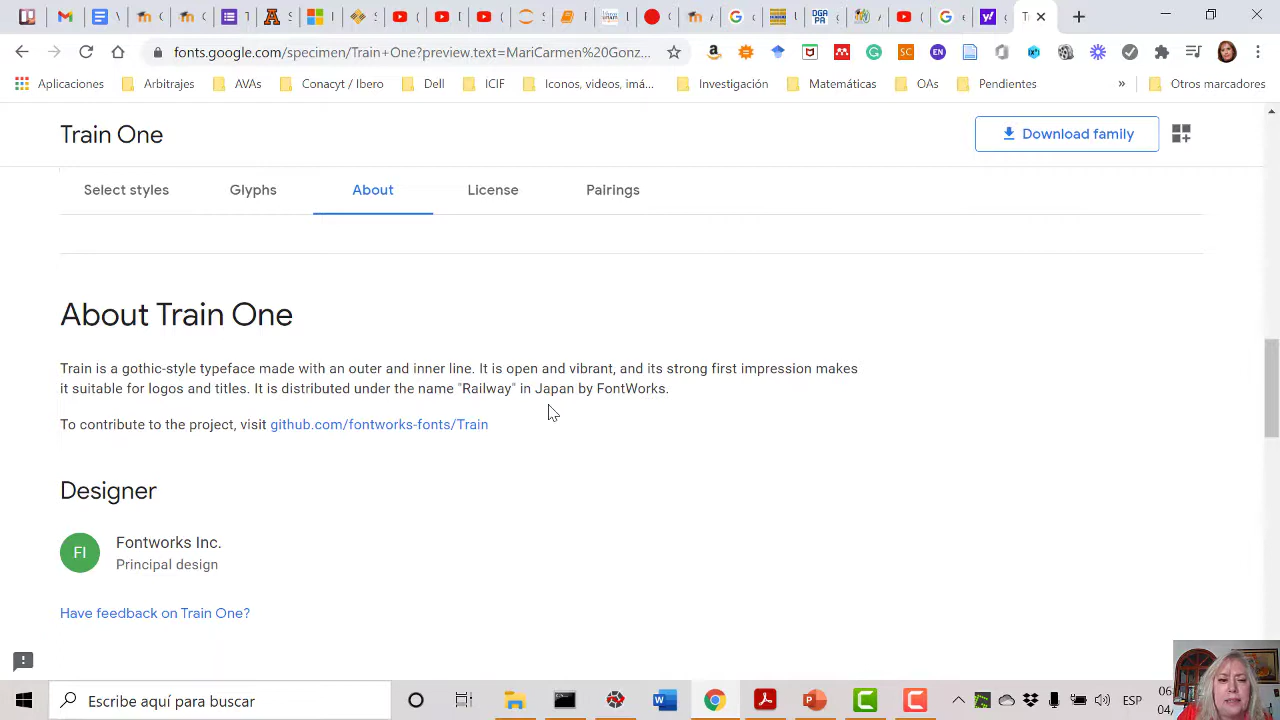 fonts.google.com/specimen/Train+One?preview.text=MariCarmen%20Gonz...
Aplicaciones
Arbitrajes
AVAs
Conacyt / Ibero
Dell
ICIF
Iconos, videos, imá...
Investigación
Matemáticas
OAs
Pendientes
»
Otros marcadores
Train One
Download family
Select styles
Glyphs
About
License
Pairings
About Train One
Train is a gothic-style typeface made with an outer and inner line. It is open and vibrant, and its strong first impression makes
it suitable for logos and titles. It is distributed under the name "Railway" in Japan by FontWorks.
To contribute to the project, visit github.com/fontworks-fonts/Train
Designer
FI
Fontworks Inc.
Principal design
Have feedback on Train One?
Escribe aquí para buscar
ESP